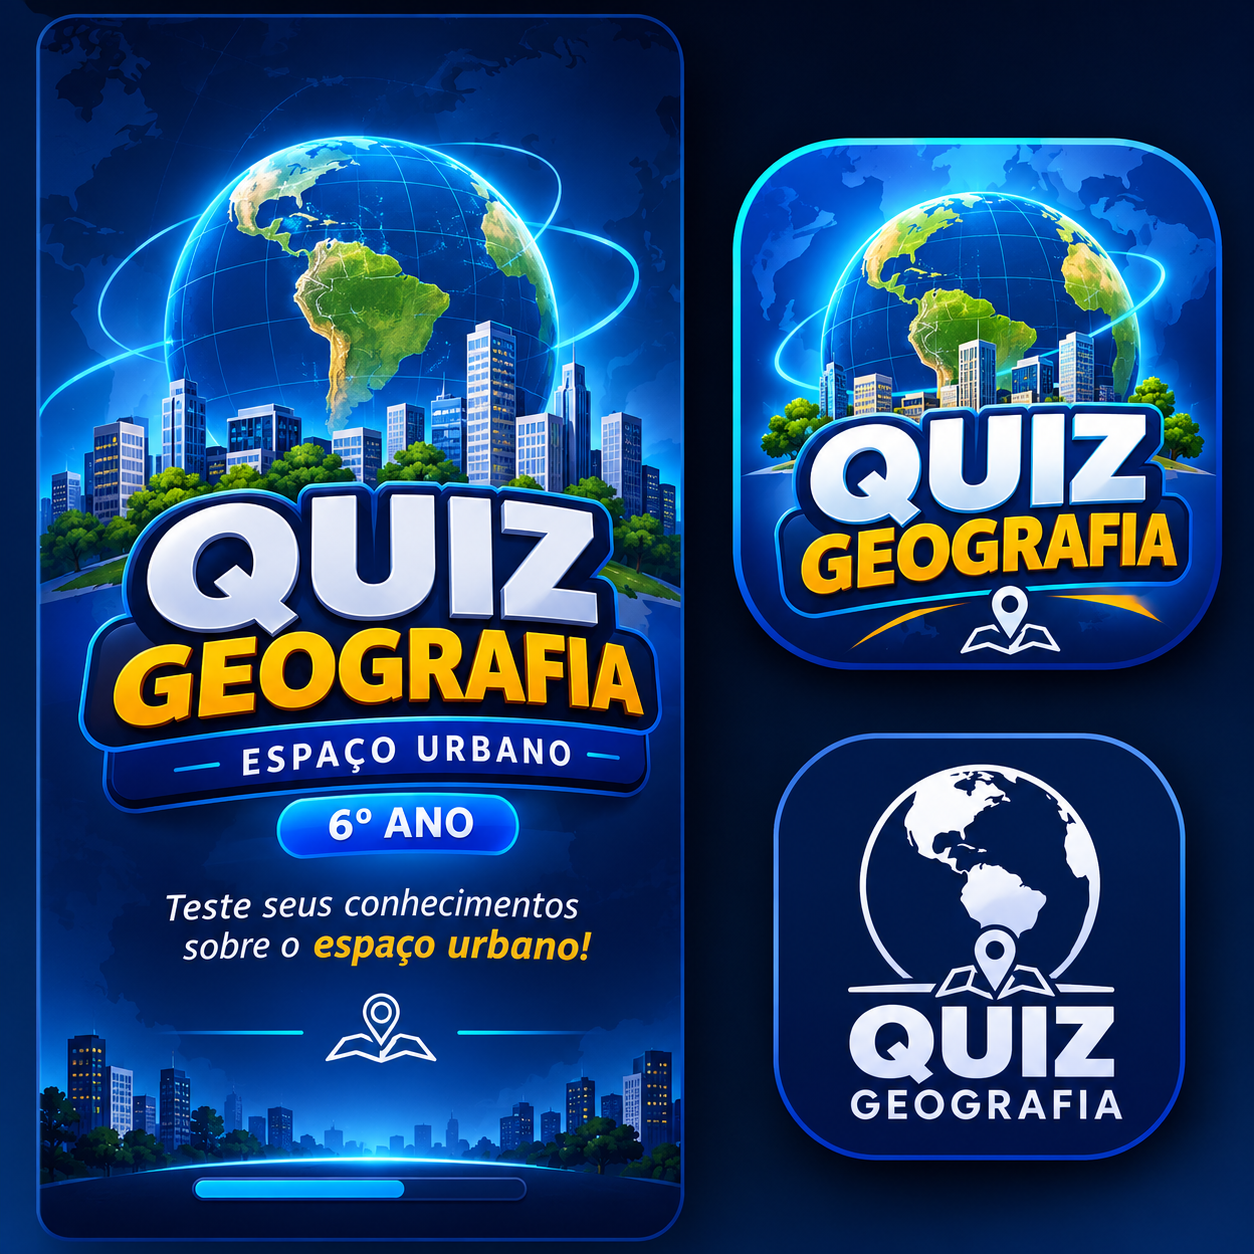 QUIZ
GEOGRAFIA
ESPAÇO URBANO
6º ANO
Teste seus conhecimentos
sobre o espaço urbano!
QUIZ
GEOGRAFIA
QUIZ
GEOGRAFIA